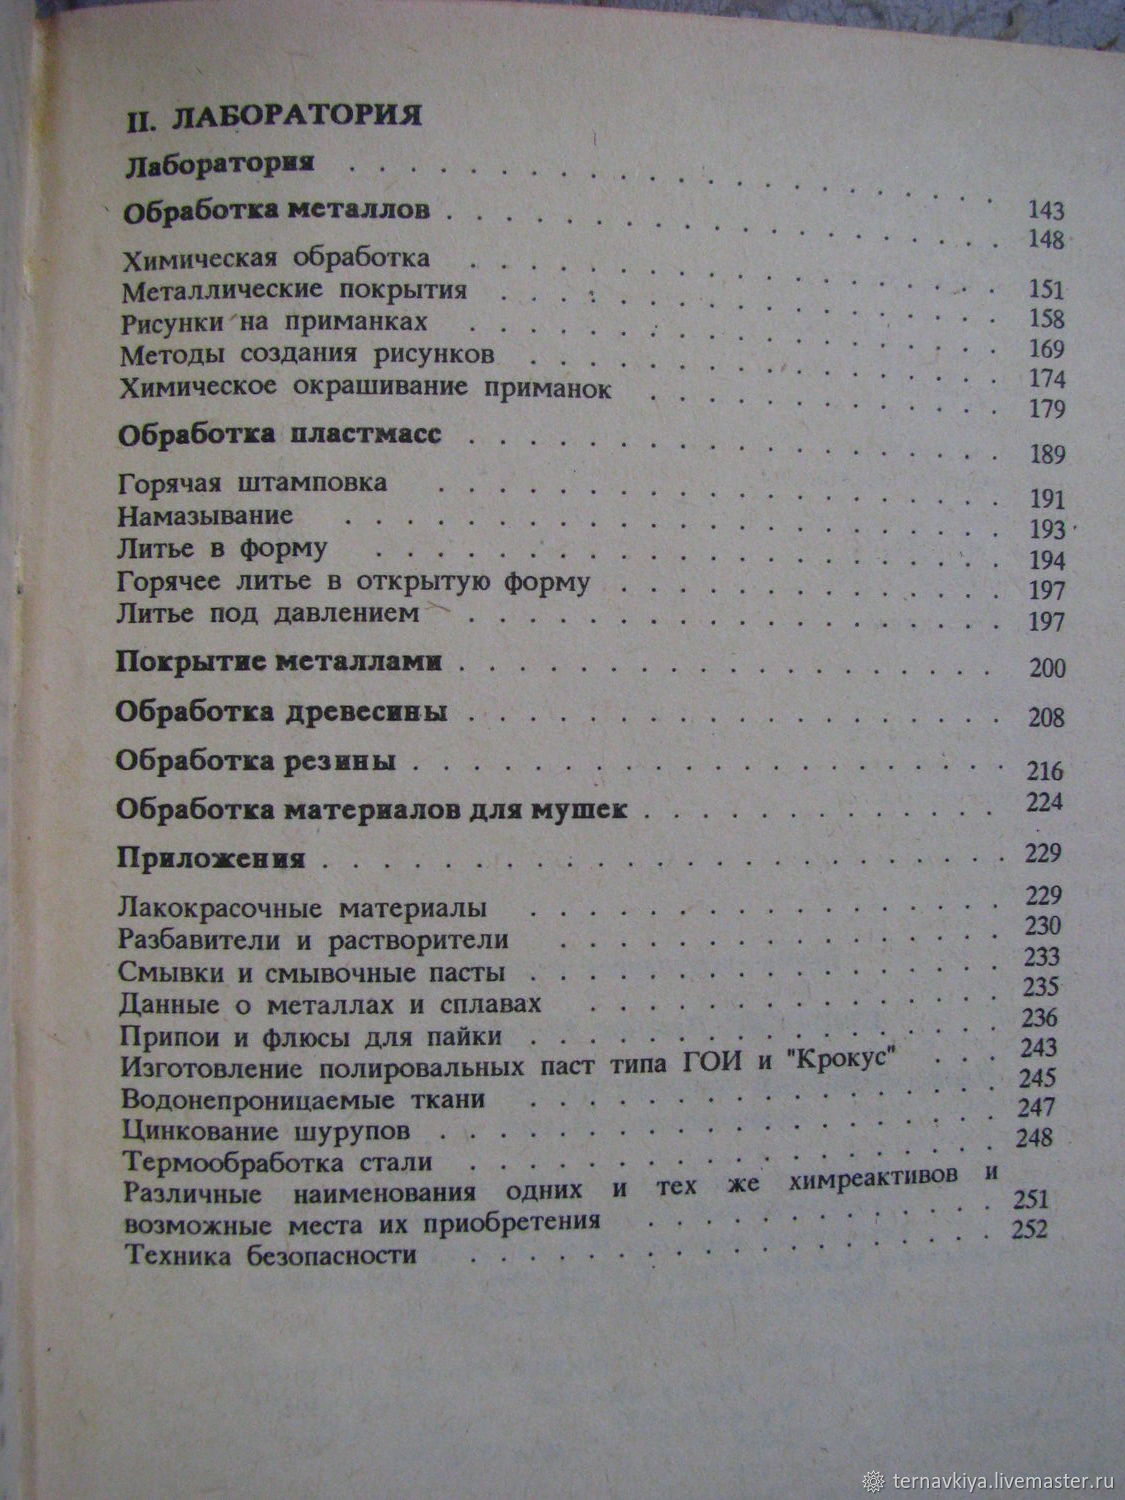 II. ЛАБОРАТОРИЯ
Лаборатория . . . . . . . . . . . . . . . . . . . . . . 143
Обработка металлов . . . . . . . . . . . . . . . . . . . 148
Химическая обработка . . . . . . . . . . . . . . . . . . 151
Металлические покрытия . . . . . . . . . . . . . . . . . 158
Рисунки на приманках . . . . . . . . . . . . . . . . . . 169
Методы создания рисунков . . . . . . . . . . . . . . . . 174
Химическое окрашивание приманок . . . . . . . . . . . . 179
Обработка пластмасс . . . . . . . . . . . . . . . . . . 189
Горячая штамповка . . . . . . . . . . . . . . . . . . . 191
Намазывание . . . . . . . . . . . . . . . . . . . . . . 193
Литье в форму . . . . . . . . . . . . . . . . . . . . . 194
Горячее литье в открытую форму . . . . . . . . . . . . . 197
Литье под давлением . . . . . . . . . . . . . . . . . . 197
Покрытие металлами . . . . . . . . . . . . . . . . . . . 200
Обработка древесины . . . . . . . . . . . . . . . . . . 208
Обработка резины . . . . . . . . . . . . . . . . . . . . 216
Обработка материалов для мушек . . . . . . . . . . . . 224
Приложения . . . . . . . . . . . . . . . . . . . . . . . 229
Лакокрасочные материалы . . . . . . . . . . . . . . . . 229
Разбавители и растворители . . . . . . . . . . . . . . . 230
Смывки и смывочные пасты . . . . . . . . . . . . . . . . 233
Данные о металлах и сплавах . . . . . . . . . . . . . . 235
Припои и флюсы для пайки . . . . . . . . . . . . . . . . 236
Изготовление полировальных паст типа ГОИ и "Крокус" . . . 243
Водонепроницаемые ткани . . . . . . . . . . . . . . . . 245
Цинкование шурупов . . . . . . . . . . . . . . . . . . . 247
Термообработка стали . . . . . . . . . . . . . . . . . . 248
Различные наименования одних и тех же химреактивов и
возможные места их приобретения . . . . . . . . . . . . 251
Техника безопасности . . . . . . . . . . . . . . . . . . 252
ternavkiya.livemaster.ru